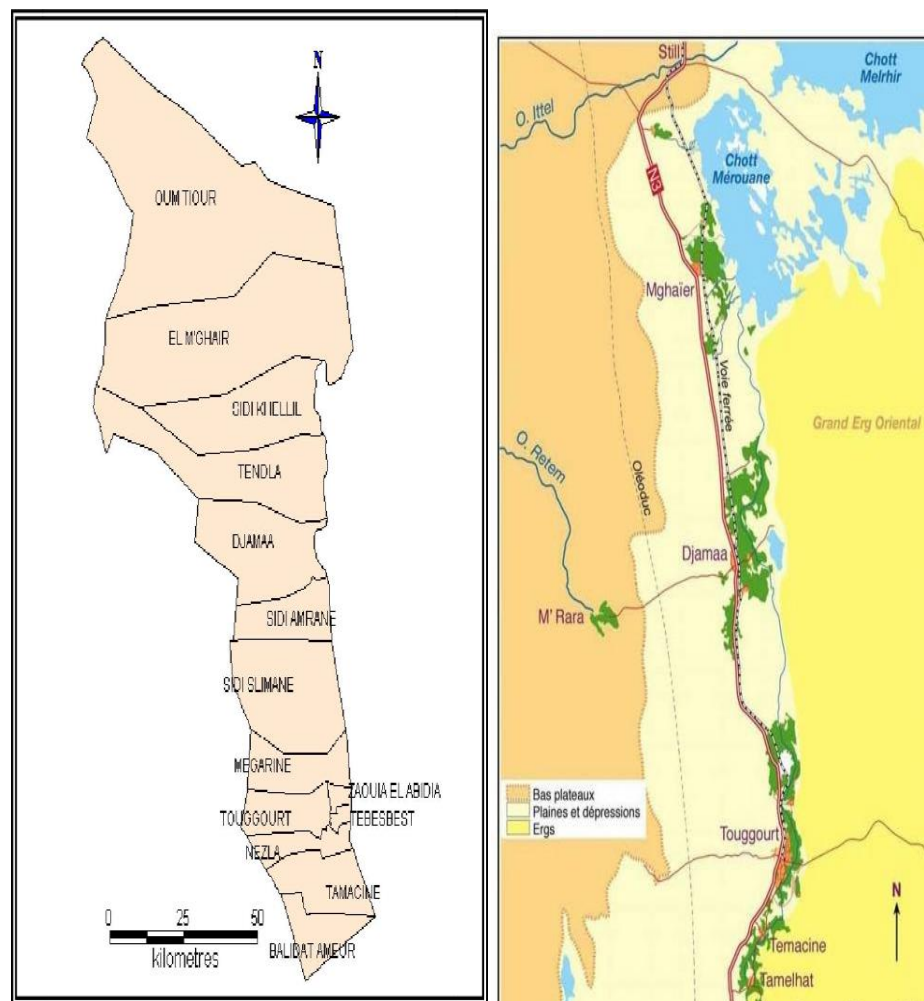 N
OUM TIOUR
EL M'GHAIR
SIDI KHELLIL
TENDLA
DJAMAA
SIDI AMRANE
SIDI SLIMANE
MEGARINE
ZAOUIA EL ABIDIA
TOUGGOURT
TEBESBEST
NEZLA
TAMACINE
0 25 50
kilometres
BALIDAT AMEUR
Still
Chott
Melrhir
O. Ittel
Chott
Mérouane
N3
Mghaïer
Voie ferrée
Grand Erg Oriental
O. Retem
Oléoduc
Djamaa
M' Rara
Bas plateaux
Plaines et dépressions
Ergs
Touggourt
N
Temacine
Tamelhat